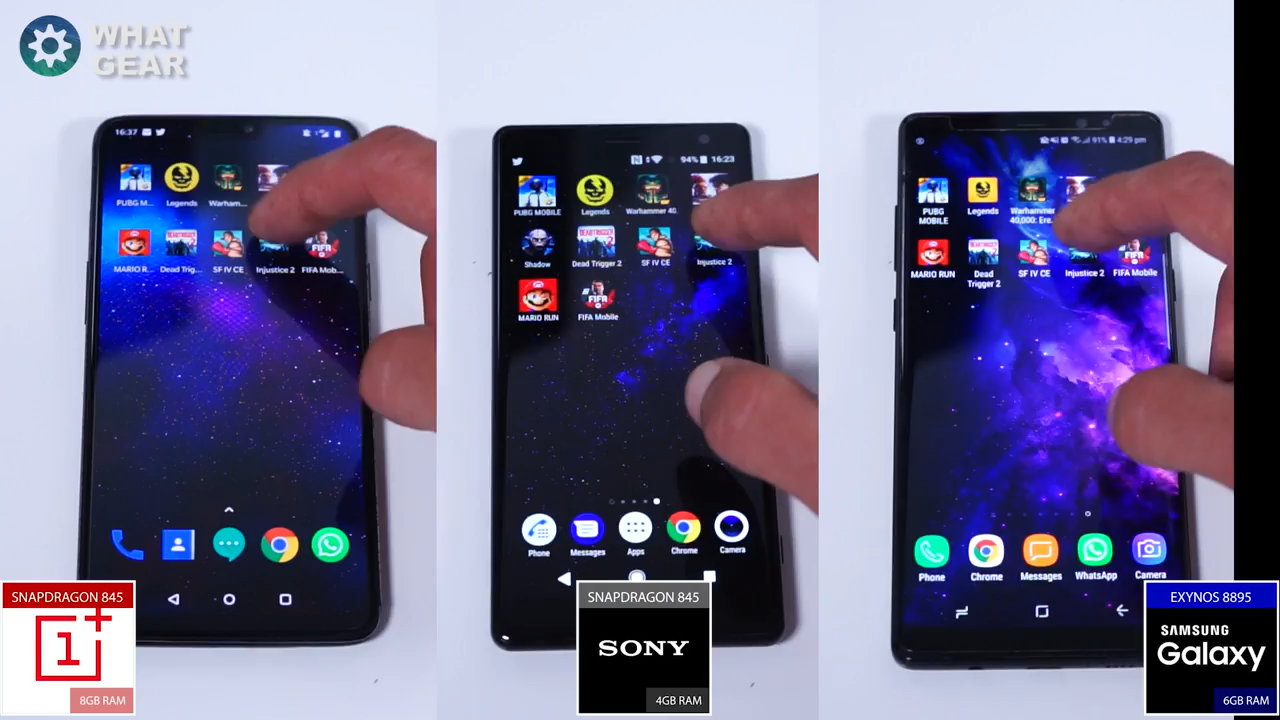 WHAT
GEAR
16:37
PUBG M...
Legends
Warham...
MARIO R...
Dead Trig...
SF IV CE
Injustice 2
FIFA Mob...
SNAPDRAGON 845
1+
8GB RAM
94% 16:23
PUBG MOBILE
Legends
Warhammer 40,
Shadow
Dead Trigger 2
SF IV CE
Injustice 2
MARIO RUN
FIFA Mobile
Phone
Messages
Apps
Chrome
Camera
SNAPDRAGON 845
SONY
4GB RAM
91% 4:29 pm
PUBG
MOBILE
Legends
Warhammer
40,000: Ere...
MARIO RUN
Dead
Trigger 2
SF IV CE
Injustice 2
FIFA Mobile
Phone
Chrome
Messages
WhatsApp
Camera
EXYNOS 8895
SAMSUNG
Galaxy
6GB RAM